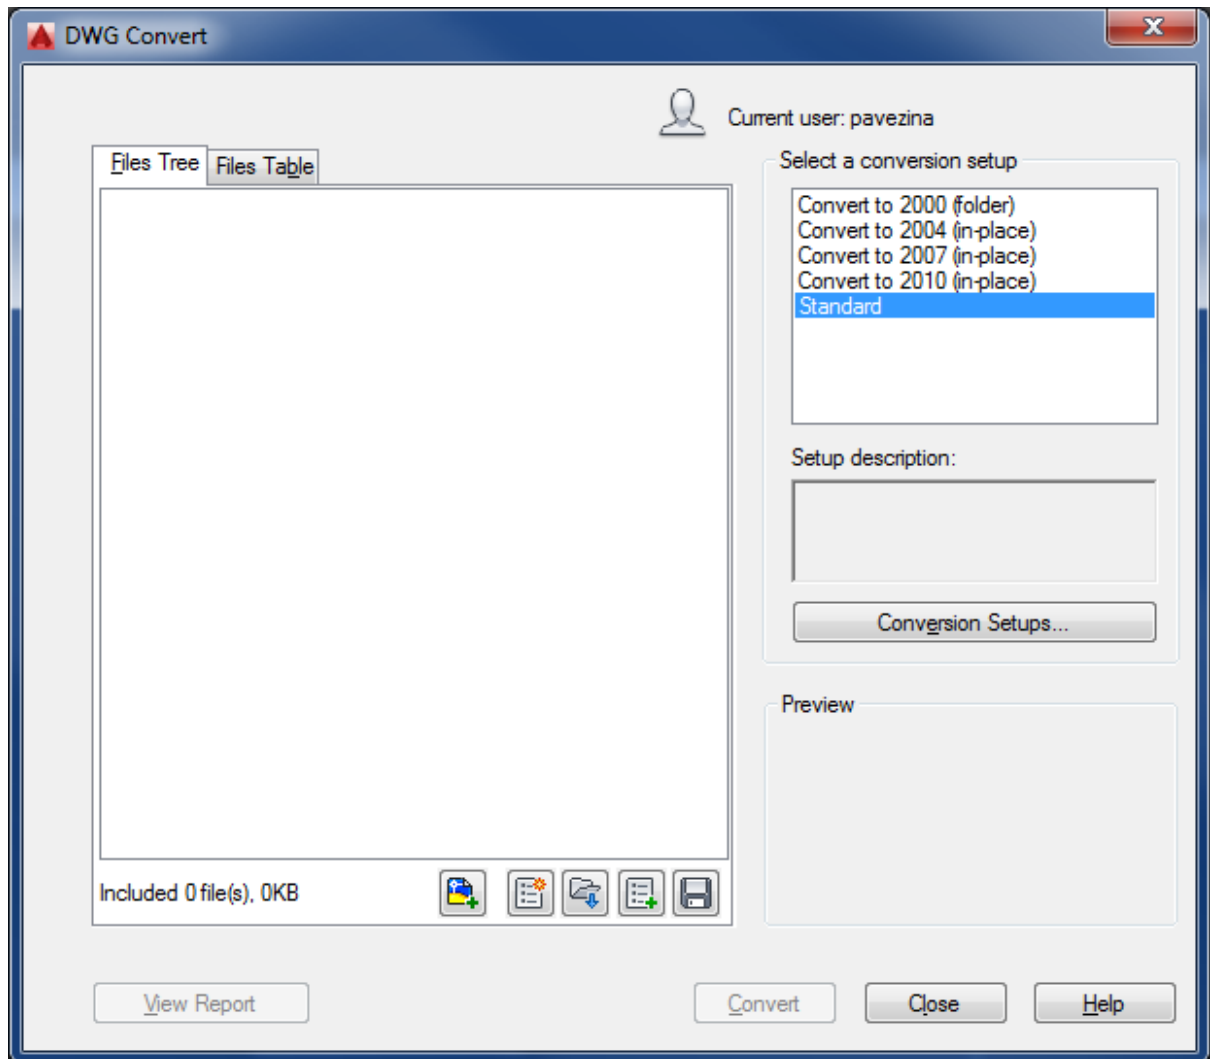 DWG Convert
Current user: pavezina
Files Tree
Files Table
Select a conversion setup
Convert to 2000 (folder)
Convert to 2004 (in-place)
Convert to 2007 (in-place)
Convert to 2010 (in-place)
Standard
Setup description:
Conversion Setups...
Preview
Included 0 file(s), 0KB
View Report
Convert
Close
Help